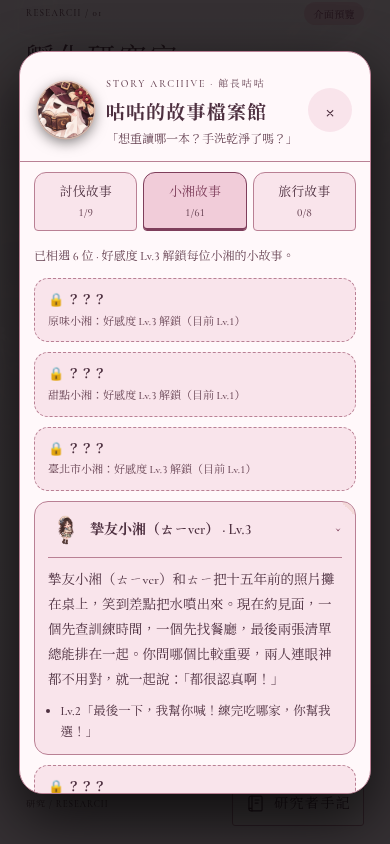 RESEARCH / 01
介面預覽
STORY ARCHIVE · 館長咕咕
咕咕的故事檔案館
「想重讀哪一本？手洗乾淨了嗎？」
×
討伐故事
1/9
小湘故事
1/61
旅行故事
0/8
已相遇 6 位 · 好感度 Lv.3 解鎖每位小湘的小故事。
🔒 ？？？
原味小湘：好感度 Lv.3 解鎖（目前 Lv.1）
🔒 ？？？
甜點小湘：好感度 Lv.3 解鎖（目前 Lv.1）
🔒 ？？？
臺北市小湘：好感度 Lv.3 解鎖（目前 Lv.1）
摯友小湘（ㄊㄧver） · Lv.3
摯友小湘（ㄊㄧver）和ㄊㄧ把十五年前的照片攤
在桌上，笑到差點把水噴出來。現在約見面，一
個先查訓練時間，一個先找餐廳，最後兩張清單
總能排在一起。你問哪個比較重要，兩人連眼神
都不用對，就一起說：「都很認真啊！」
• Lv.2「最後一下，我幫你喊！練完吃哪家，你幫我
選！」
🔒 ？？？
/ RESEARCH
研究者手記